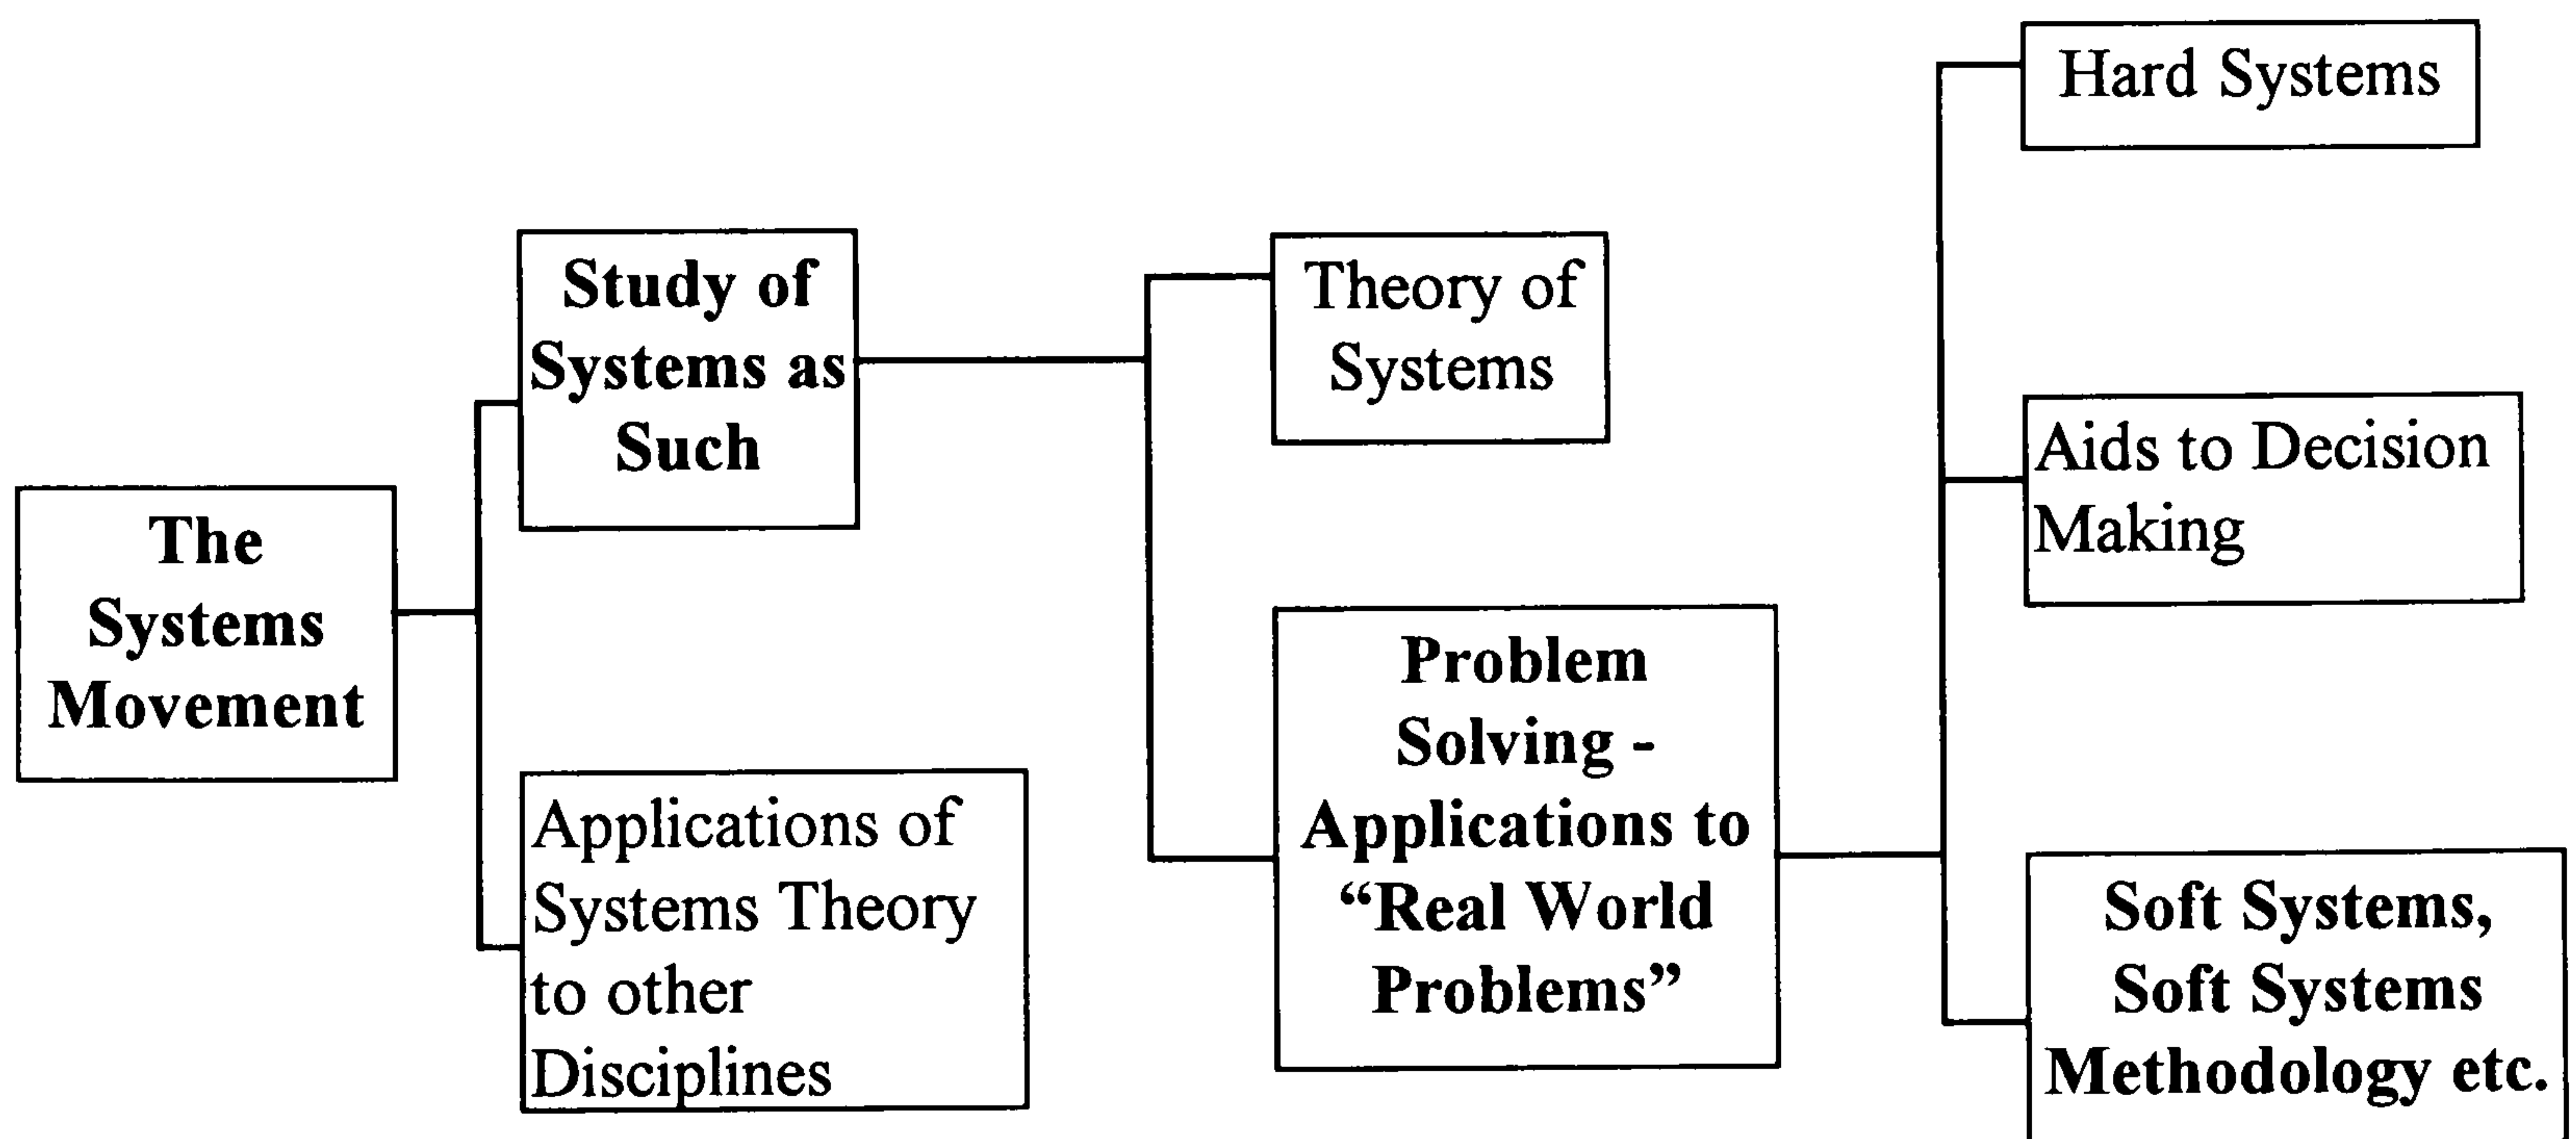 The
Systems
Movement
Study of
Systems as
Such
Applications of
Systems Theory
to other
Disciplines
Theory of
Systems
Problem
Solving -
Applications to
“Real World
Problems”
Hard Systems
Aids to Decision
Making
Soft Systems,
Soft Systems
Methodology etc.